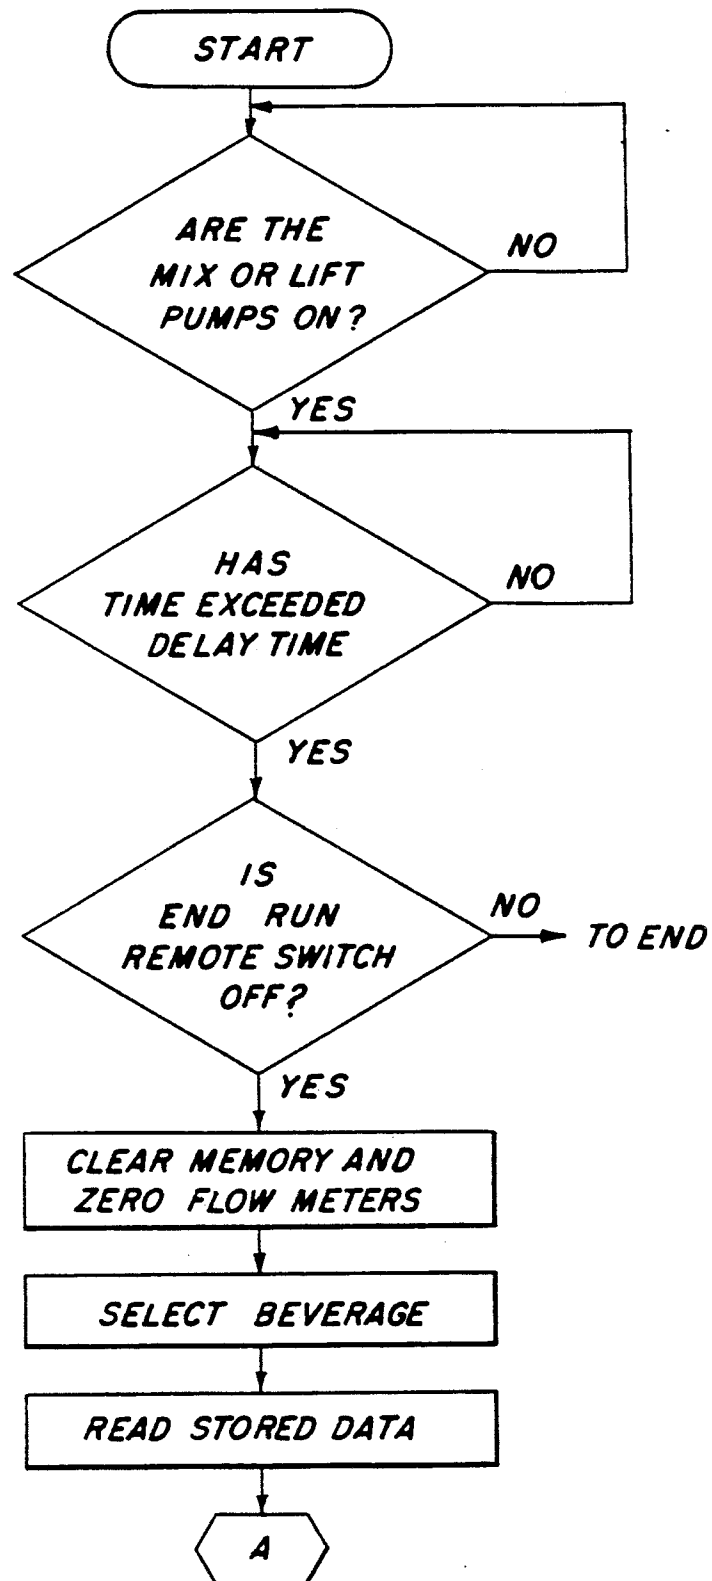 START
ARE THE
MIX OR LIFT
PUMPS ON?
NO
YES
HAS
TIME EXCEEDED
DELAY TIME
NO
YES
IS
END RUN
REMOTE SWITCH
OFF?
NO
TO END
YES
CLEAR MEMORY AND
ZERO FLOW METERS
SELECT BEVERAGE
READ STORED DATA
A